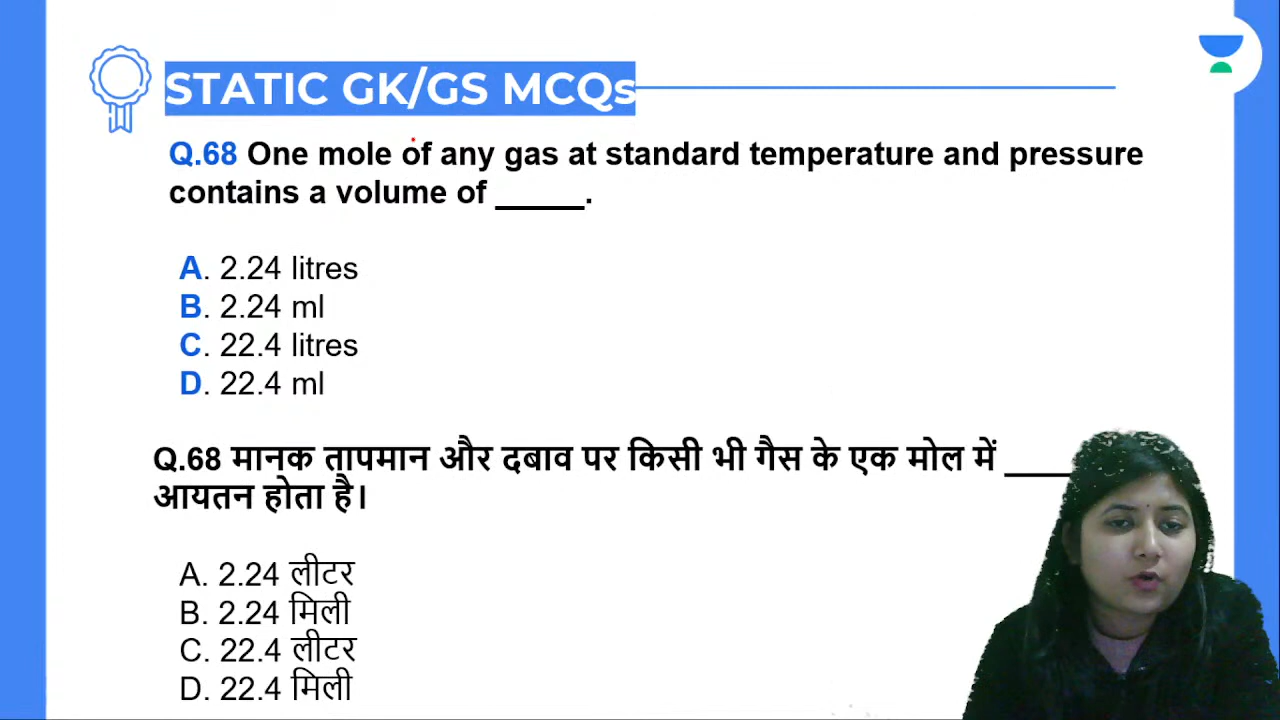 STATIC GK/GS MCQs
Q.68 One mole of any gas at standard temperature and pressure
contains a volume of _____.
A. 2.24 litres
B. 2.24 ml
C. 22.4 litres
D. 22.4 ml
Q.68 मानक तापमान और दबाव पर किसी भी गैस के एक मोल में ____
आयतन होता है।
A. 2.24 लीटर
B. 2.24 मिली
C. 22.4 लीटर
D. 22.4 मिली